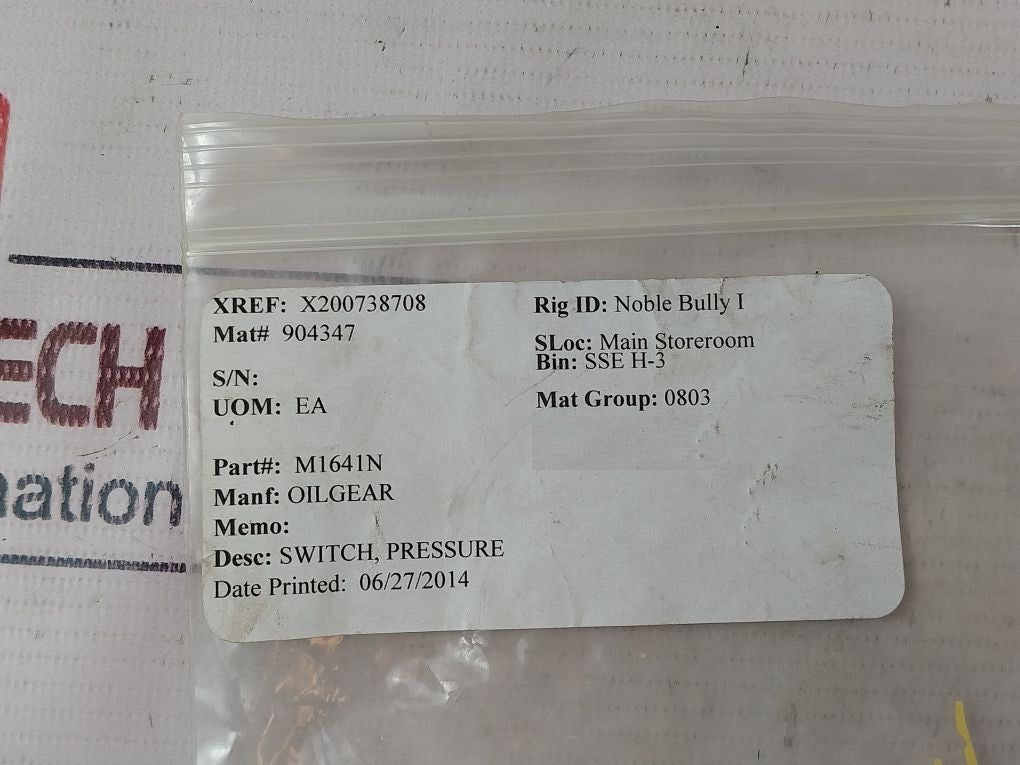 XREF: X200738708
Mat# 904347
S/N:
UOM: EA
Part#: M1641N
Manf: OILGEAR
Memo:
Desc: SWITCH, PRESSURE
Date Printed: 06/27/2014
Rig ID: Noble Bully I
SLoc: Main Storeroom
Bin: SSE H-3
Mat Group: 0803
ECH
nation